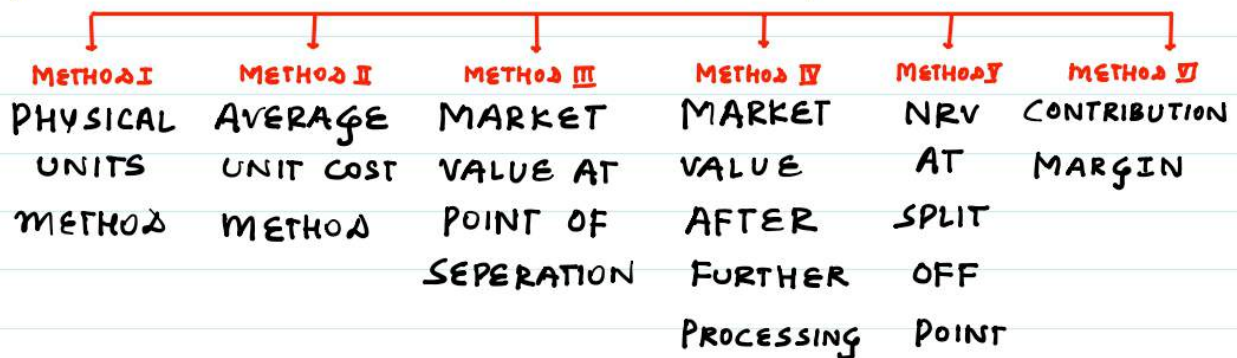 METHOD I METHOD II METHOD III METHOD IV METHOD V METHOD VI
PHYSICAL AVERAGE MARKET MARKET NRV CONTRIBUTION
UNITS UNIT COST VALUE AT VALUE AT MARGIN
METHOD METHOD POINT OF AFTER SPLIT
SEPERATION FURTHER OFF
PROCESSING POINT